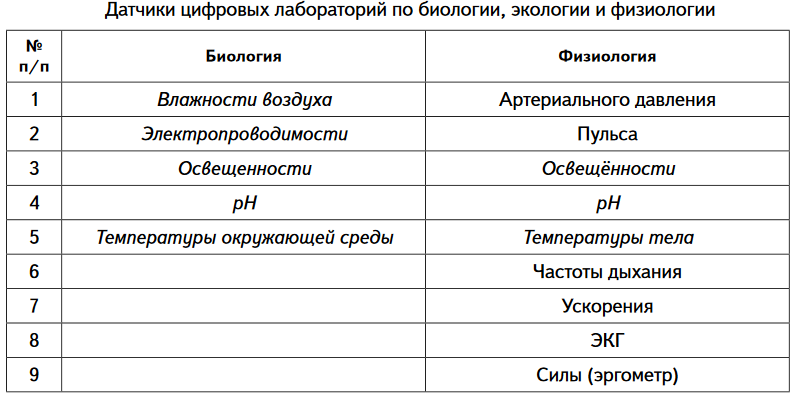 Датчики цифровых лабораторий по биологии, экологии и физиологии
№ п/п Биология Физиология
1 Влажности воздуха Артериального давления
2 Электропроводимости Пульса
3 Освещенности Освещённости
4 pH pH
5 Температуры окружающей среды Температуры тела
6 Частоты дыхания
7 Ускорения
8 ЭКГ
9 Силы (эргометр)